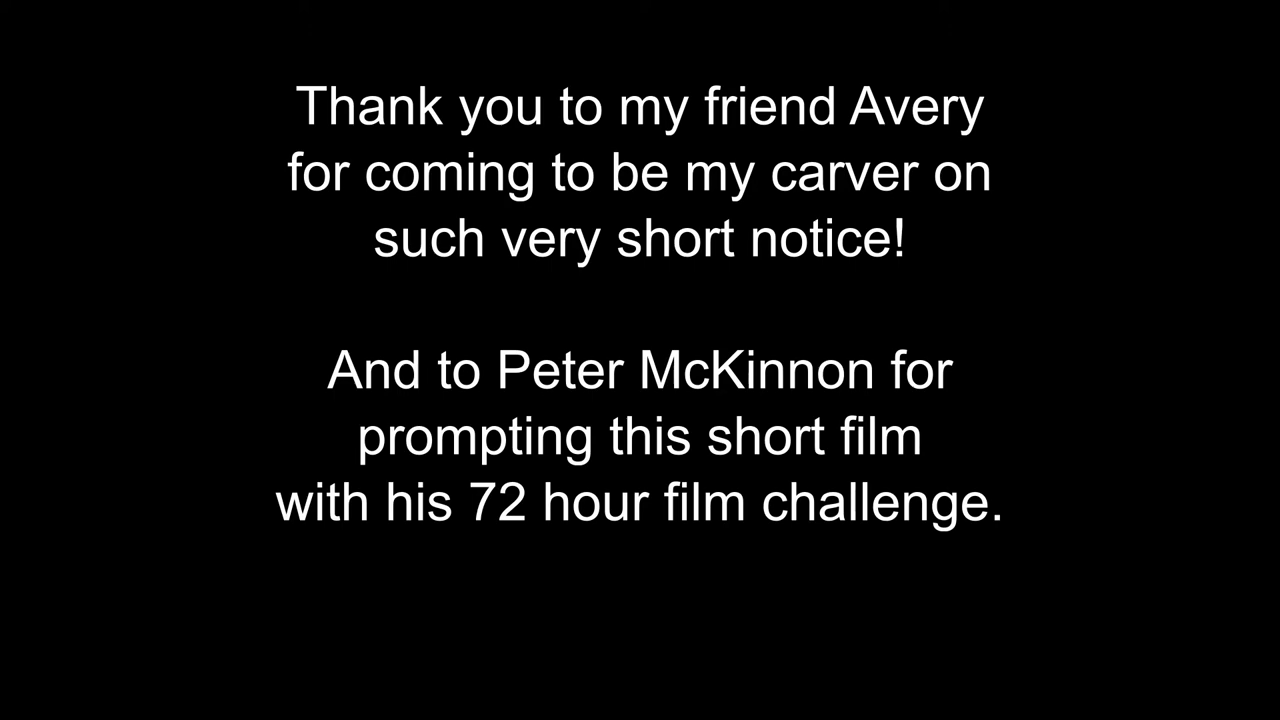 Thank you to my friend Avery
for coming to be my carver on
such very short notice!
And to Peter McKinnon for
prompting this short film
with his 72 hour film challenge.